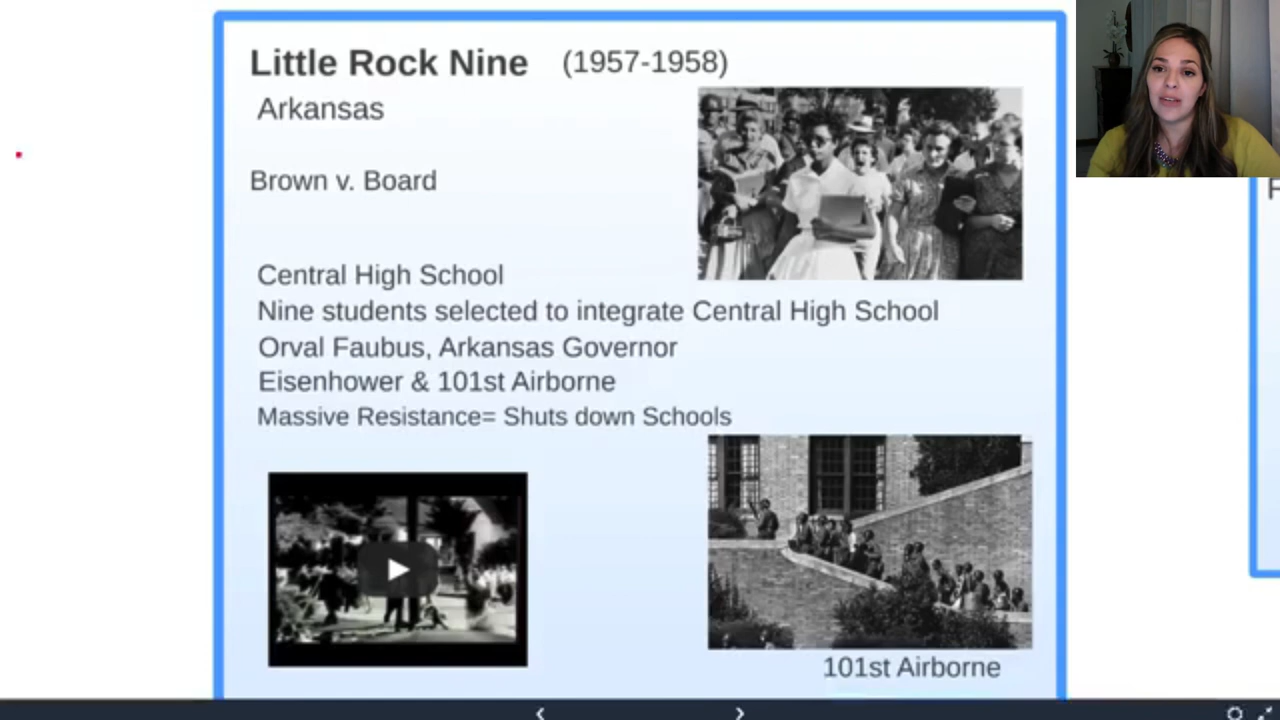 Little Rock Nine (1957-1958)
Arkansas
Brown v. Board
Central High School
Nine students selected to integrate Central High School
Orval Faubus, Arkansas Governor
Eisenhower & 101st Airborne
Massive Resistance= Shuts down Schools
101st Airborne